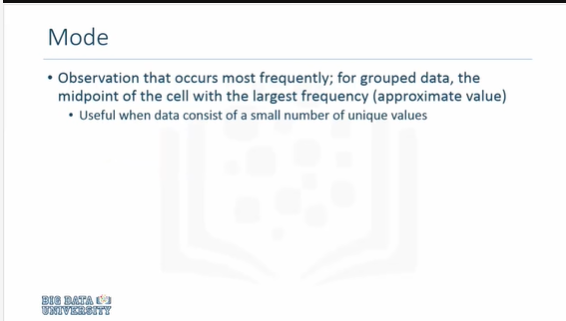 Mode
• Observation that occurs most frequently; for grouped data, the
midpoint of the cell with the largest frequency (approximate value)
• Useful when data consist of a small number of unique values
BIG DATA
UNIVERSITY